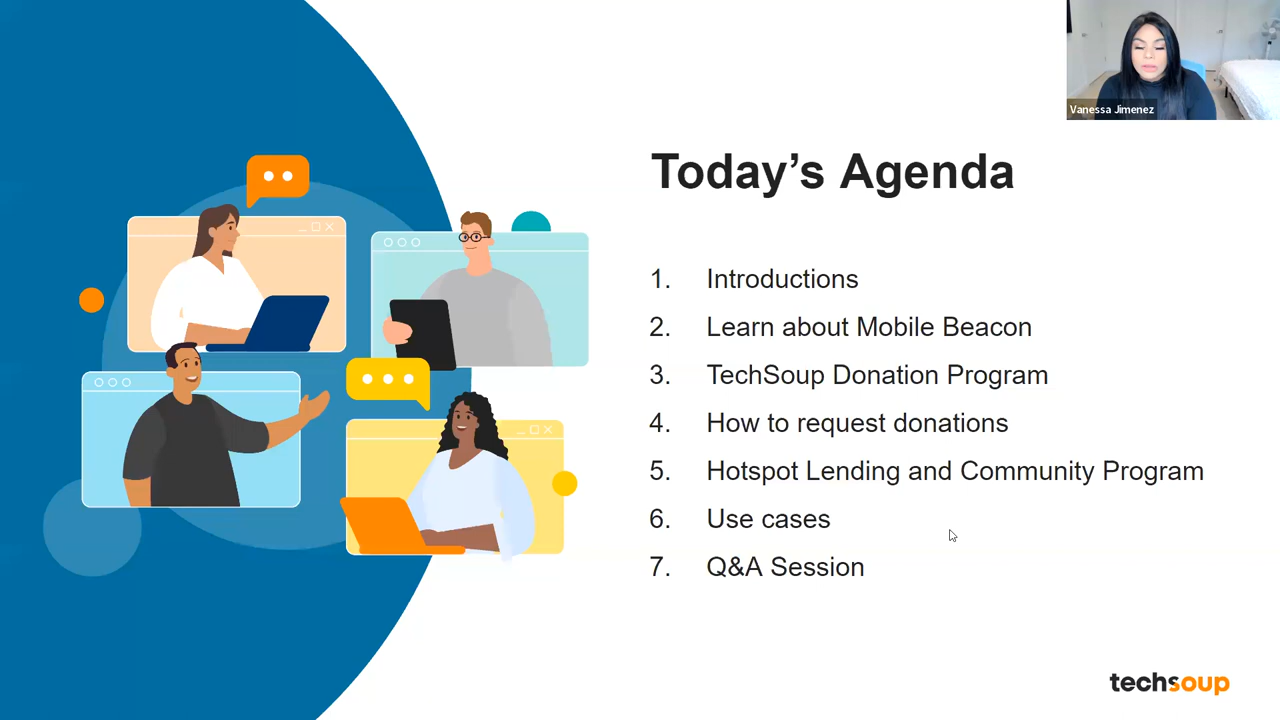 Vanessa Jimenez
Today’s Agenda
1. Introductions
2. Learn about Mobile Beacon
3. TechSoup Donation Program
4. How to request donations
5. Hotspot Lending and Community Program
6. Use cases
7. Q&A Session
techsoup